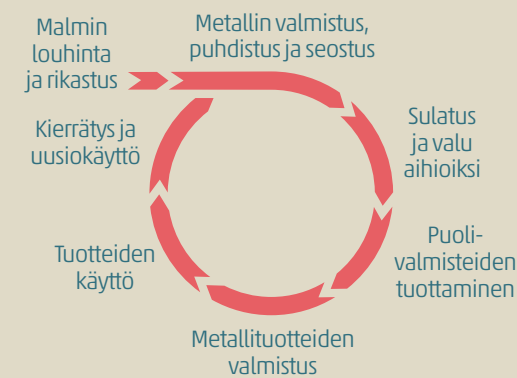 Malmin
louhinta
ja rikastus
Metallin valmistus,
puhdistus ja seostus
Sulatus
ja valu
aihioiksi
Puoli-
valmisteiden
tuottaminen
Metallituotteiden
valmistus
Tuotteiden
käyttö
Kierrätys ja
uusiokäyttö